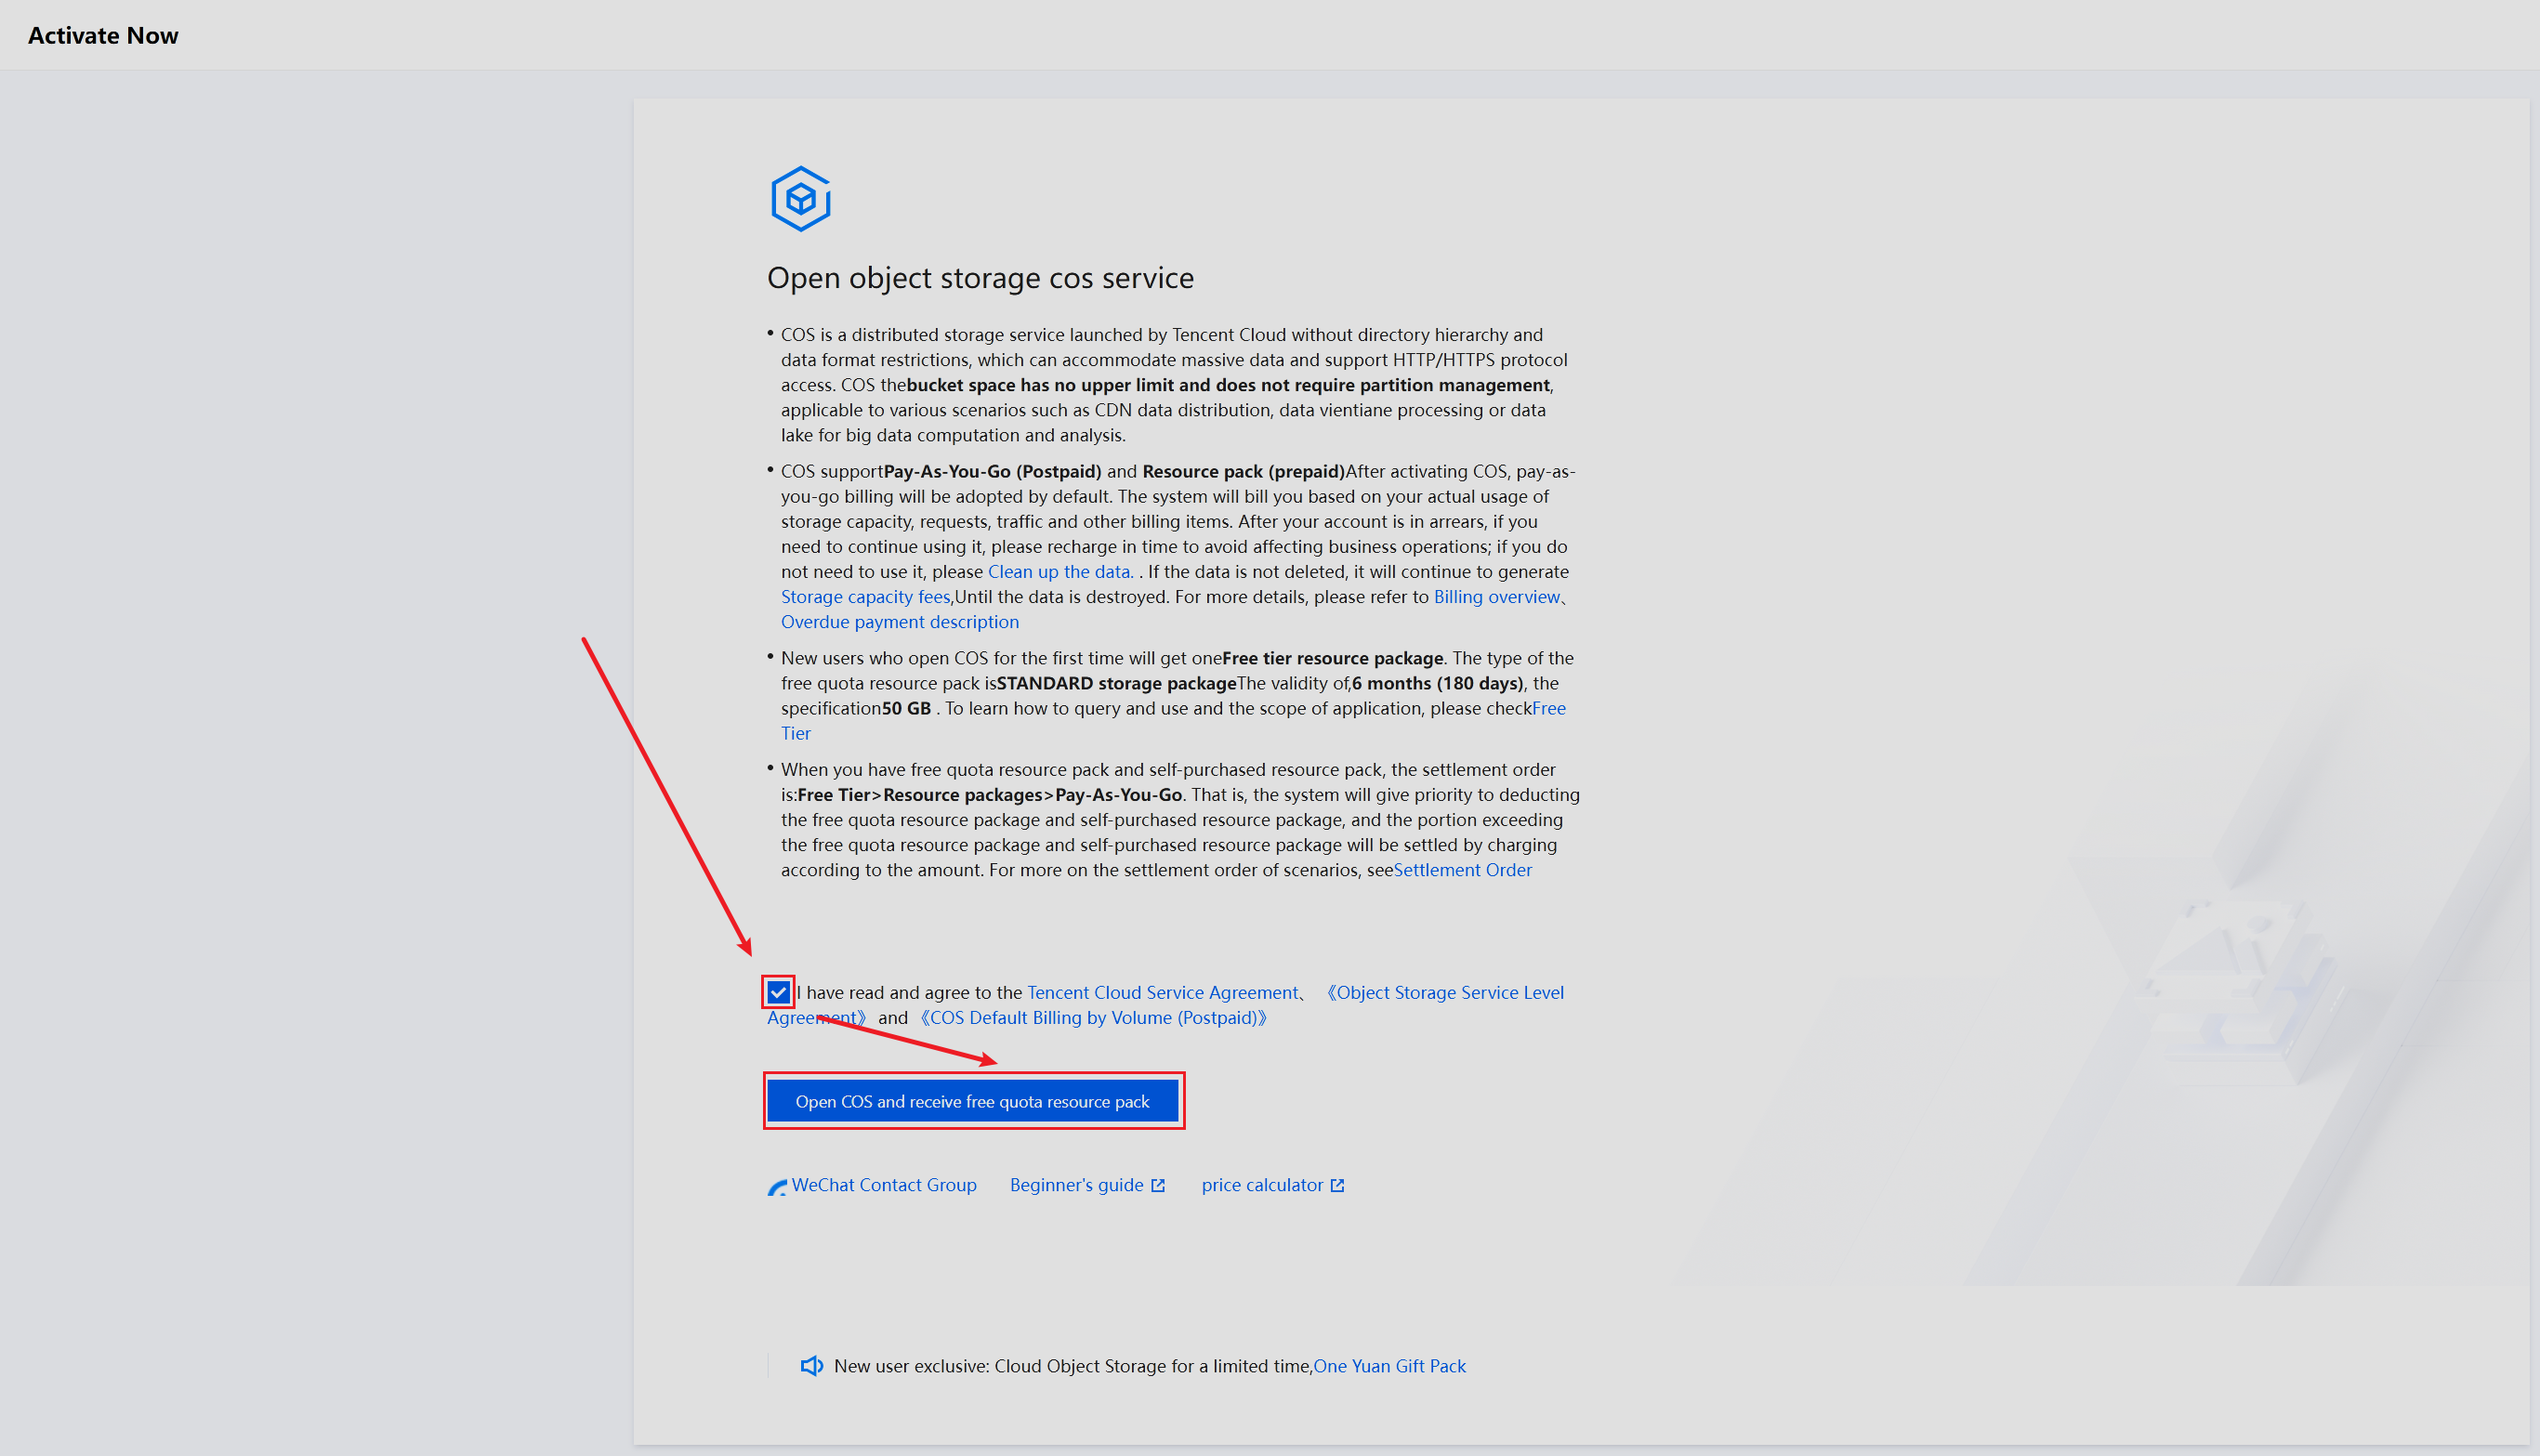 Activate Now
Open object storage cos service
• COS is a distributed storage service launched by Tencent Cloud without directory hierarchy and
data format restrictions, which can accommodate massive data and support HTTP/HTTPS protocol
access. COS thebucket space has no upper limit and does not require partition management,
applicable to various scenarios such as CDN data distribution, data vientiane processing or data
lake for big data computation and analysis.
• COS supportPay-As-You-Go (Postpaid) and Resource pack (prepaid)After activating COS, pay-as-
you-go billing will be adopted by default. The system will bill you based on your actual usage of
storage capacity, requests, traffic and other billing items. After your account is in arrears, if you
need to continue using it, please recharge in time to avoid affecting business operations; if you do
not need to use it, please Clean up the data. . If the data is not deleted, it will continue to generate
Storage capacity fees,Until the data is destroyed. For more details, please refer to Billing overview、
Overdue payment description
• New users who open COS for the first time will get oneFree tier resource package. The type of the
free quota resource pack isSTANDARD storage packageThe validity of,6 months (180 days), the
specification50 GB . To learn how to query and use and the scope of application, please checkFree
Tier
• When you have free quota resource pack and self-purchased resource pack, the settlement order
is:Free Tier>Resource packages>Pay-As-You-Go. That is, the system will give priority to deducting
the free quota resource package and self-purchased resource package, and the portion exceeding
the free quota resource package and self-purchased resource package will be settled by charging
according to the amount. For more on the settlement order of scenarios, seeSettlement Order
I have read and agree to the Tencent Cloud Service Agreement、 《Object Storage Service Level
Agreement》 and 《COS Default Billing by Volume (Postpaid)》
Open COS and receive free quota resource pack
WeChat Contact Group Beginner's guide price calculator
New user exclusive: Cloud Object Storage for a limited time,One Yuan Gift Pack